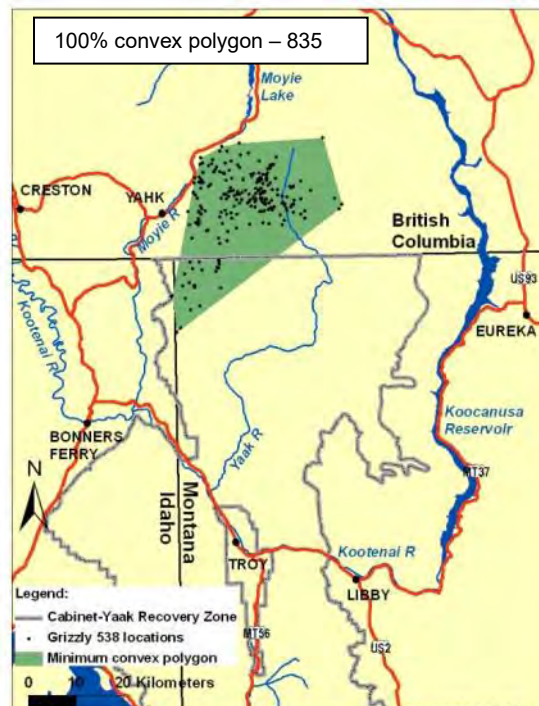 100% convex polygon – 835
Moyie
Lake
CRESTON
YAHK
Moyie R
British
Columbia
Kootenai R
US93
EUREKA
Koocanusa
Reservoir
BONNERS
FERRY
Yaak R
MT37
N
Montana
Idaho
TROY
Kootenai R
LIBBY
Legend:
Cabinet-Yaak Recovery Zone
Grizzly 538 locations
Minimum convex polygon
MT56
US2
0 10 20 Kilometers